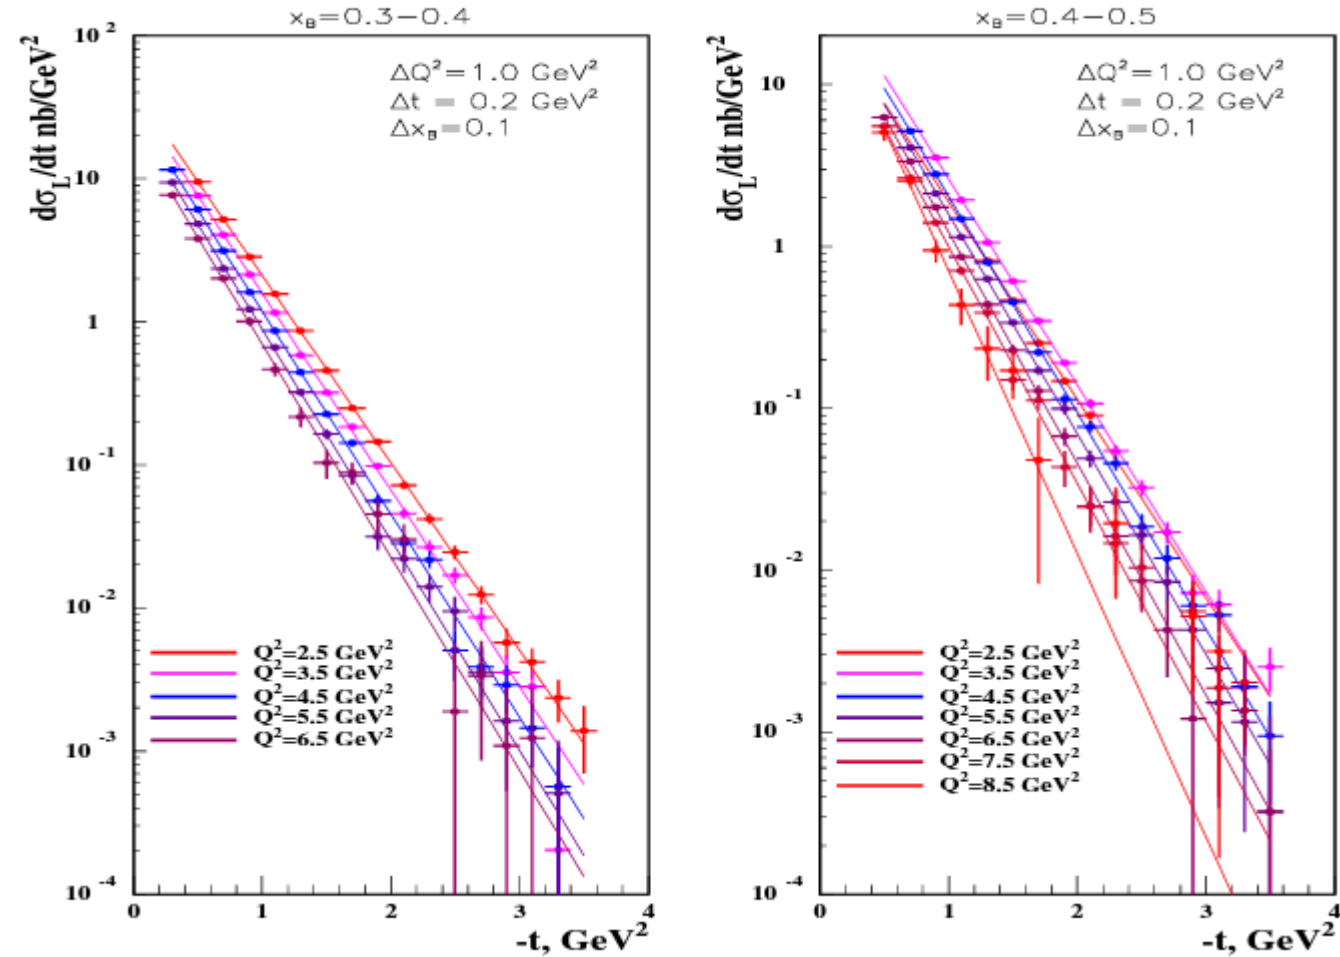 x_B=0.3−0.4
dσ_L/dt nb/GeV²
ΔQ²=1.0 GeV²
Δt = 0.2 GeV²
Δx_B=0.1
10²
10
1
10⁻¹
10⁻²
10⁻³
10⁻⁴
Q²=2.5 GeV²
Q²=3.5 GeV²
Q²=4.5 GeV²
Q²=5.5 GeV²
Q²=6.5 GeV²
0 1 2 3 4
-t, GeV²
x_B=0.4−0.5
dσ_L/dt nb/GeV²
ΔQ²=1.0 GeV²
Δt = 0.2 GeV²
Δx_B=0.1
10
1
10⁻¹
10⁻²
10⁻³
10⁻⁴
Q²=2.5 GeV²
Q²=3.5 GeV²
Q²=4.5 GeV²
Q²=5.5 GeV²
Q²=6.5 GeV²
Q²=7.5 GeV²
Q²=8.5 GeV²
0 1 2 3 4
-t, GeV²